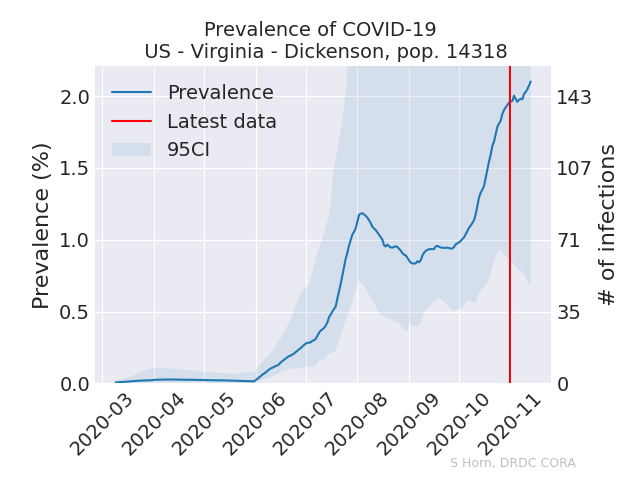 Prevalence of COVID-19
US - Virginia - Dickenson, pop. 14318
Prevalence
Latest data
95CI
Prevalence (%)
2.0
1.5
1.0
0.5
0.0
143
107
71
35
0
# of infections
2020-03
2020-04
2020-05
2020-06
2020-07
2020-08
2020-09
2020-10
2020-11
S Horn, DRDC CORA